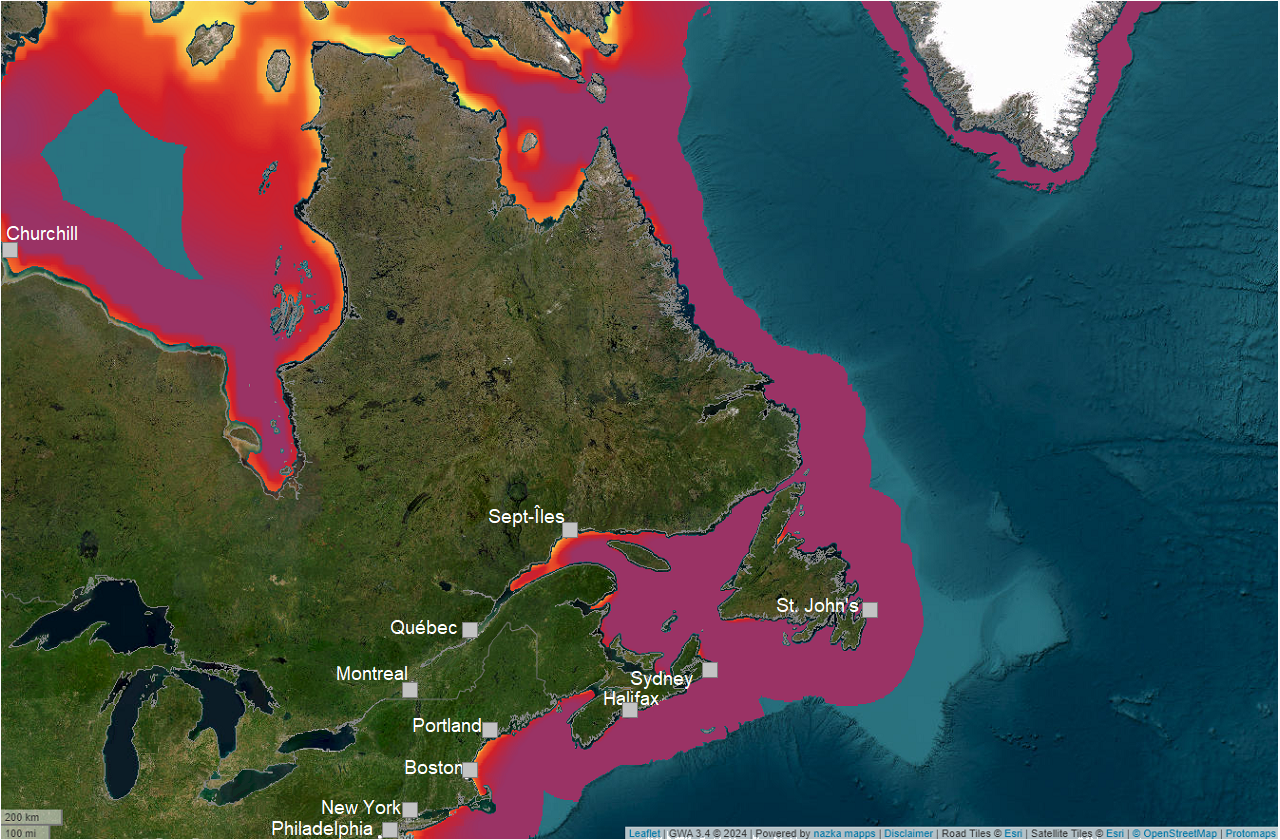 Churchill
Sept-Îles
St. John's
Québec
Montreal
Sydney
Halifax
Portland
Boston
New York
Philadelphia
200 km
100 mi
Leaflet | GWA 3.4 © 2024 | Powered by nazka mapps | Disclaimer | Road Tiles © Esri | Satellite Tiles © Esri | © OpenStreetMap | Protomaps